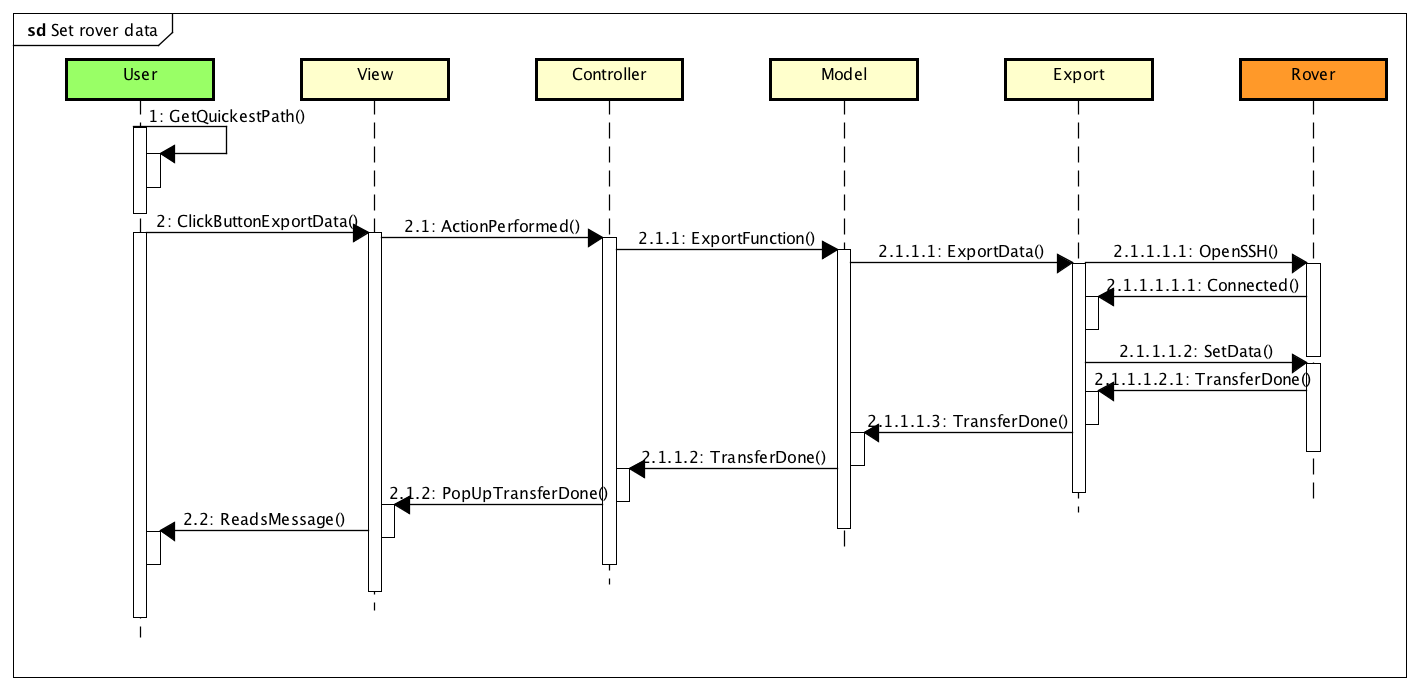 sd Set rover data
User
View
Controller
Model
Export
Rover
1: GetQuickestPath()
2: ClickButtonExportData()
2.1: ActionPerformed()
2.1.1: ExportFunction()
2.1.1.1: ExportData()
2.1.1.1.1: OpenSSH()
2.1.1.1.1.1: Connected()
2.1.1.1.2: SetData()
2.1.1.1.2.1: TransferDone()
2.1.1.1.3: TransferDone()
2.1.1.2: TransferDone()
2.1.2: PopUpTransferDone()
2.2: ReadsMessage()